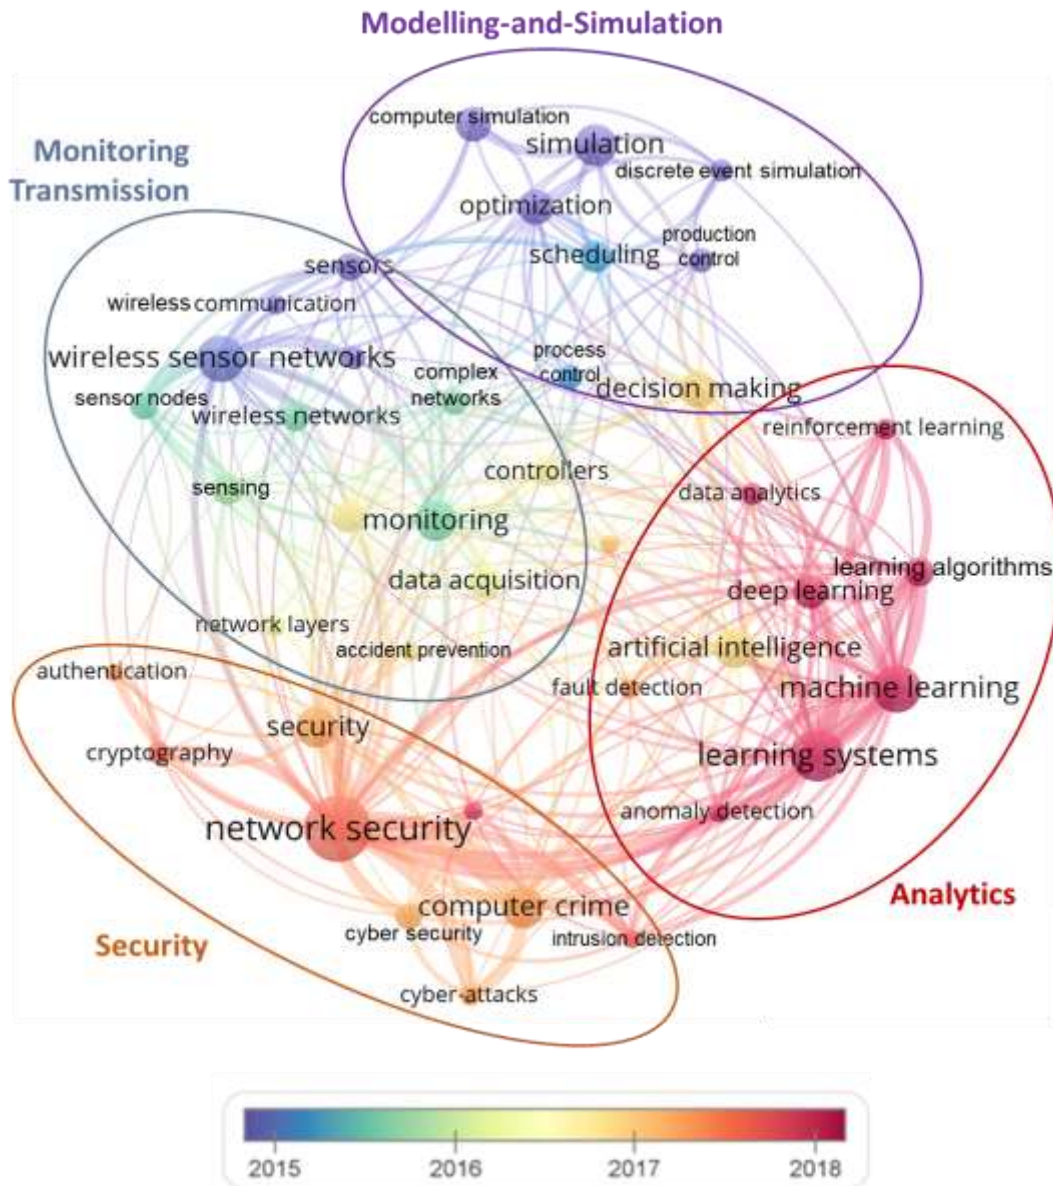 Modelling-and-Simulation
computer simulation
simulation
discrete event simulation
Monitoring
Transmission
optimization
production
control
scheduling
sensors
wireless communication
wireless sensor networks
process
control
complex
networks
decision making
sensor nodes
wireless networks
reinforcement learning
controllers
sensing
data analytics
monitoring
learning algorithms
data acquisition
deep learning
network layers
accident prevention
artificial intelligence
authentication
fault detection
machine learning
security
cryptography
learning systems
network security
anomaly detection
Analytics
computer crime
cyber security
intrusion detection
Security
cyber-attacks
2015
2016
2017
2018